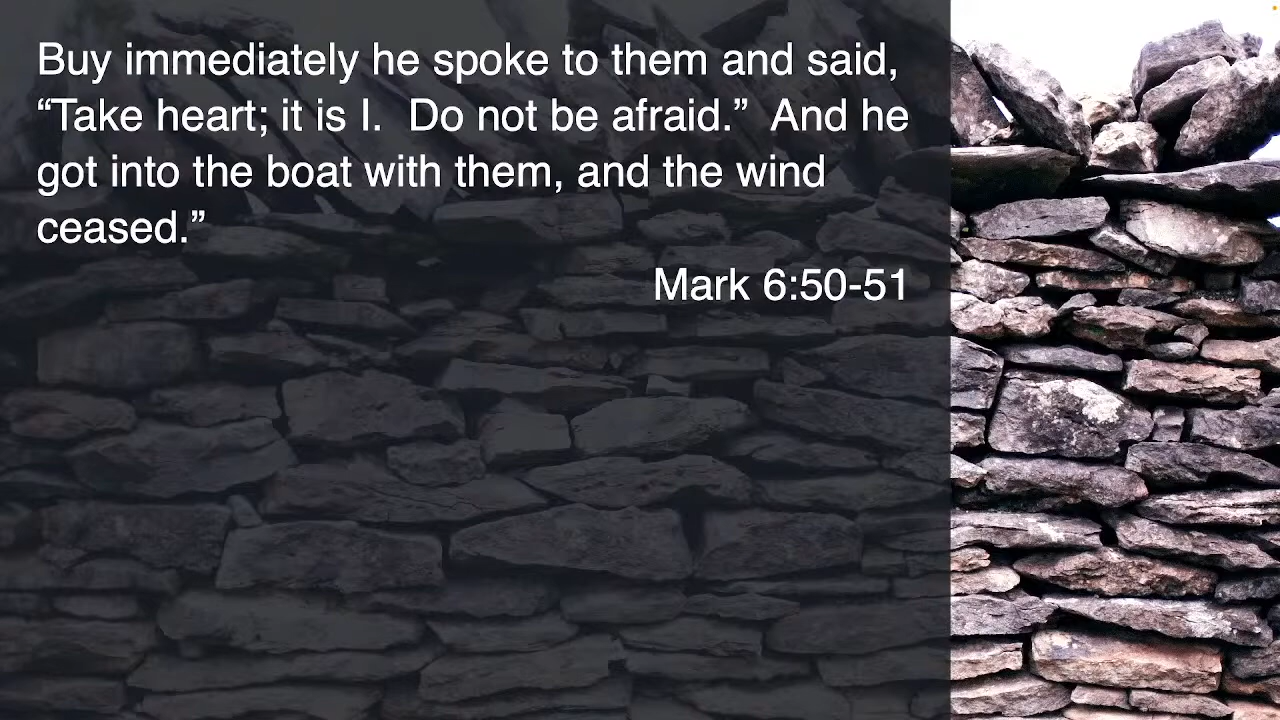 Buy immediately he spoke to them and said,
“Take heart; it is I.  Do not be afraid.”  And he
got into the boat with them, and the wind
ceased.”
Mark 6:50-51